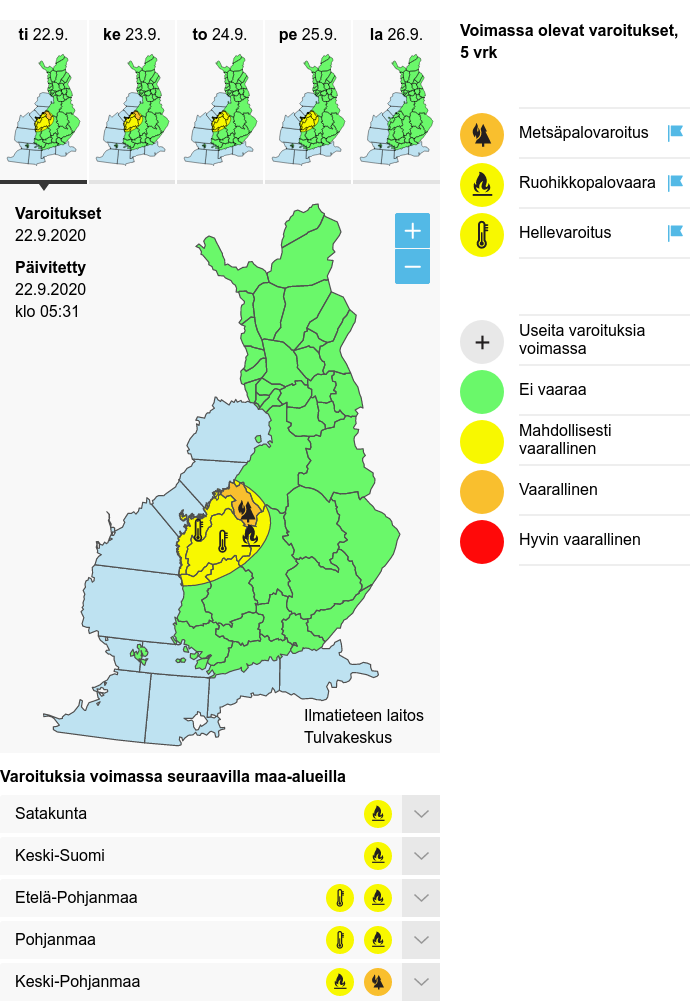 ti 22.9.
ke 23.9.
to 24.9.
pe 25.9.
la 26.9.
Varoitukset
22.9.2020
Päivitetty
22.9.2020
klo 05:31
+
−
Ilmatieteen laitos
Tulvakeskus
Voimassa olevat varoitukset,
5 vrk
Metsäpalovaroitus
Ruohikkopalovaara
Hellevaroitus
+
Useita varoituksia
voimassa
Ei vaaraa
Mahdollisesti
vaarallinen
Vaarallinen
Hyvin vaarallinen
Varoituksia voimassa seuraavilla maa-alueilla
Satakunta
Keski-Suomi
Etelä-Pohjanmaa
Pohjanmaa
Keski-Pohjanmaa